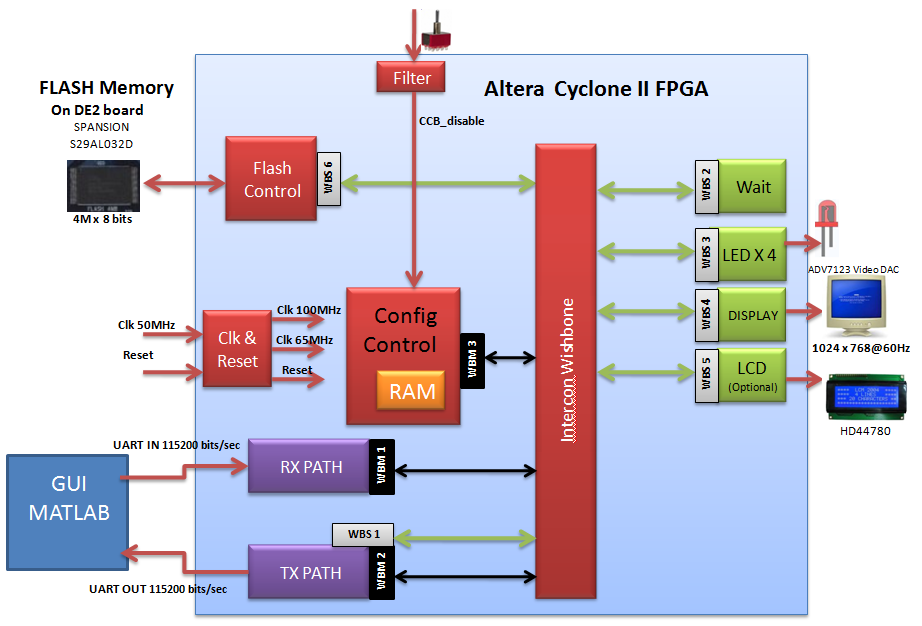 Filter
Altera Cyclone II FPGA
FLASH Memory
On DE2 board
SPANSION
S29AL032D
4M x 8 bits
CCB_disable
Flash
Control
WBS 6
WBS 2
Wait
WBS 3
LED X 4
ADV7123 Video DAC
WBS 4
DISPLAY
1024 x 768@60Hz
WBS 5
LCD
(Optional)
HD44780
Clk 50MHz
Reset
Clk &
Reset
Clk 100MHz
Clk 65MHz
Reset
Config
Control
RAM
WBM 3
Intercon Wishbone
UART IN 115200 bits/sec
RX PATH
WBM 1
GUI
MATLAB
WBS 1
TX PATH
WBM 2
UART OUT 115200 bits/sec